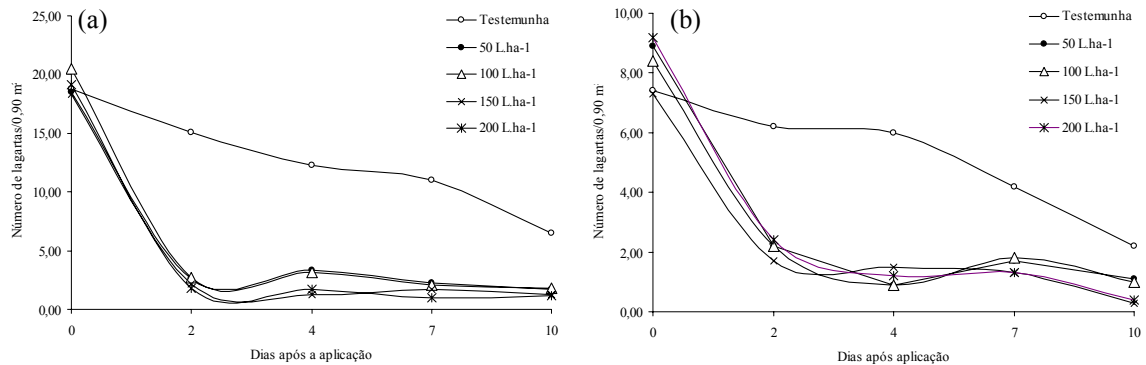 (a)
Número de lagartas/0,90 m²
25,00
20,00
15,00
10,00
5,00
0,00
0
2
4
7
10
Dias após a aplicação
Testemunha
50 L.ha-1
100 L.ha-1
150 L.ha-1
200 L.ha-1
(b)
Número de lagartas/0,90 m²
10,00
8,00
6,00
4,00
2,00
0,00
0
2
4
7
10
Dias após aplicação
Testemunha
50 L.ha-1
100 L.ha-1
150 L.ha-1
200 L.ha-1